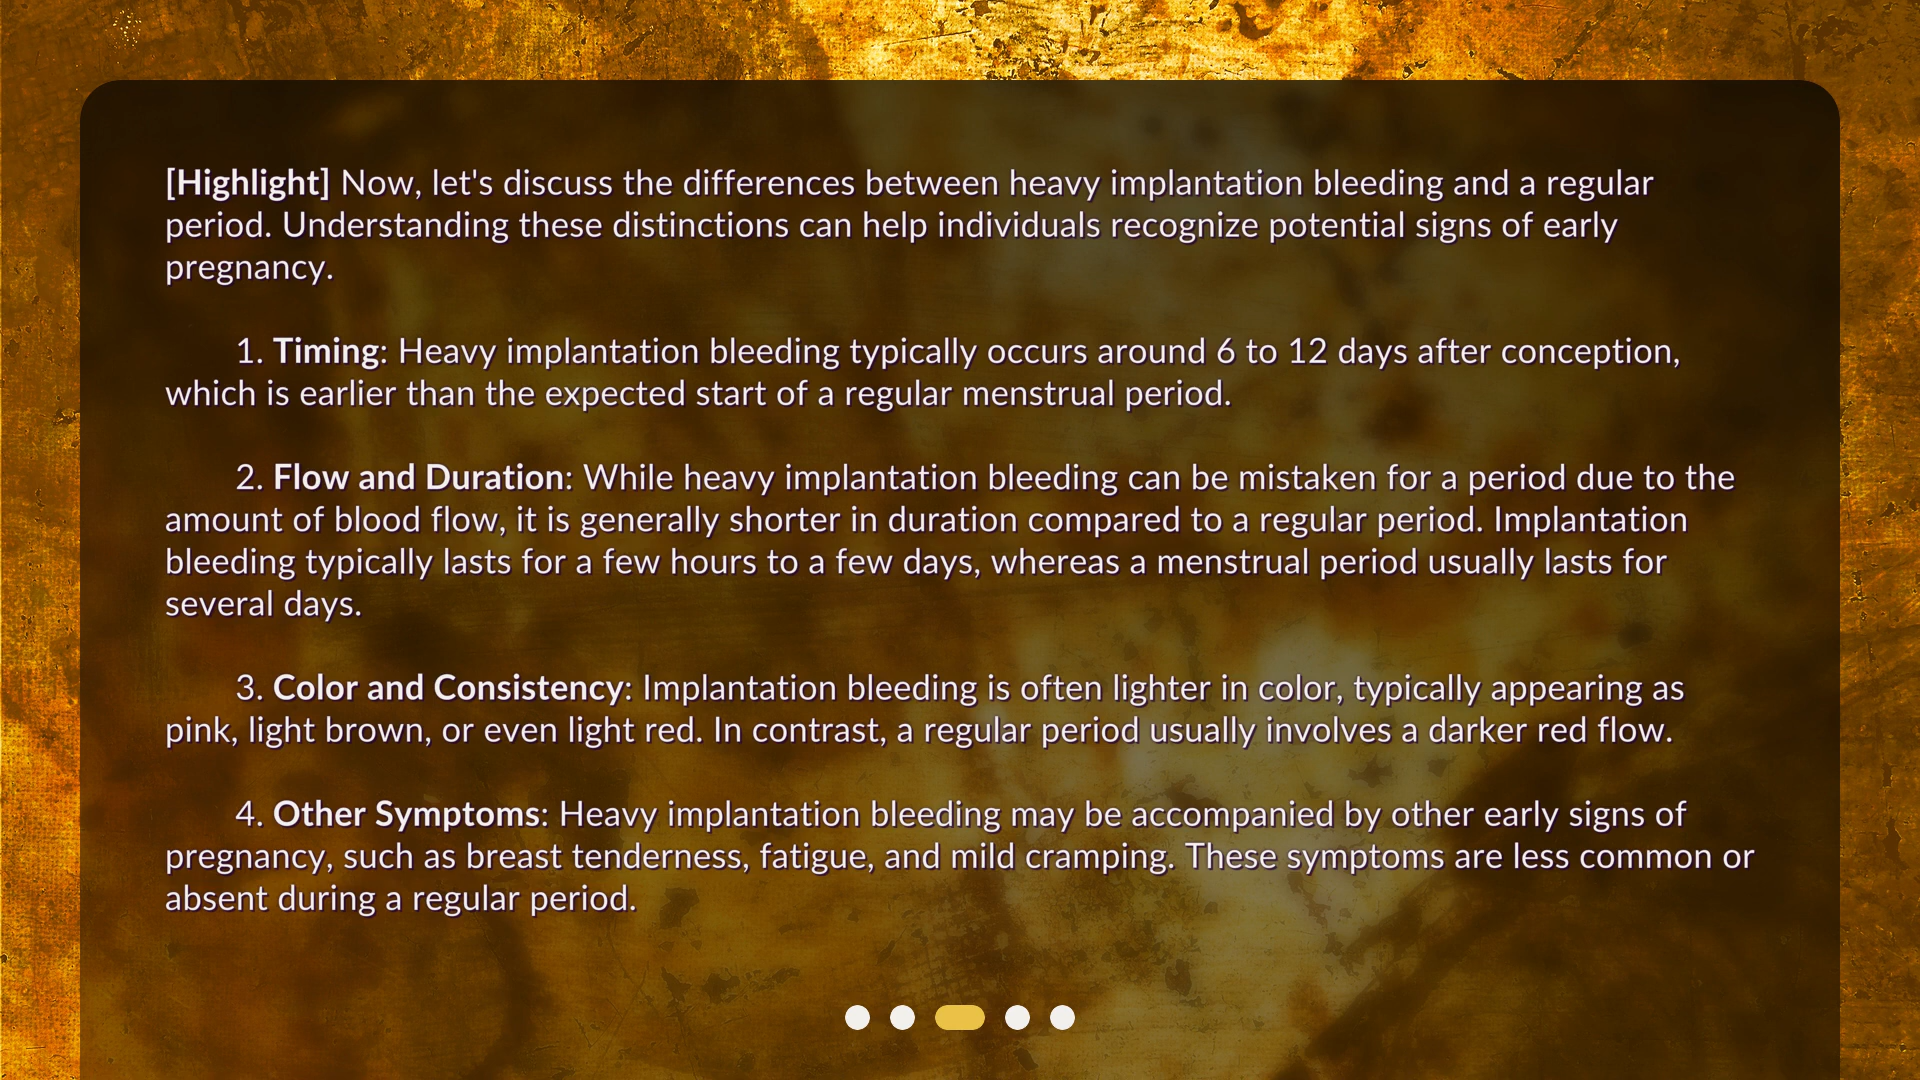 [Highlight] Now, let's discuss the differences between heavy implantation bleeding and a regular
period. Understanding these distinctions can help individuals recognize potential signs of early
pregnancy.
1. Timing: Heavy implantation bleeding typically occurs around 6 to 12 days after conception,
which is earlier than the expected start of a regular menstrual period.
2. Flow and Duration: While heavy implantation bleeding can be mistaken for a period due to the
amount of blood flow, it is generally shorter in duration compared to a regular period. Implantation
bleeding typically lasts for a few hours to a few days, whereas a menstrual period usually lasts for
several days.
3. Color and Consistency: Implantation bleeding is often lighter in color, typically appearing as
pink, light brown, or even light red. In contrast, a regular period usually involves a darker red flow.
4. Other Symptoms: Heavy implantation bleeding may be accompanied by other early signs of
pregnancy, such as breast tenderness, fatigue, and mild cramping. These symptoms are less common or
absent during a regular period.